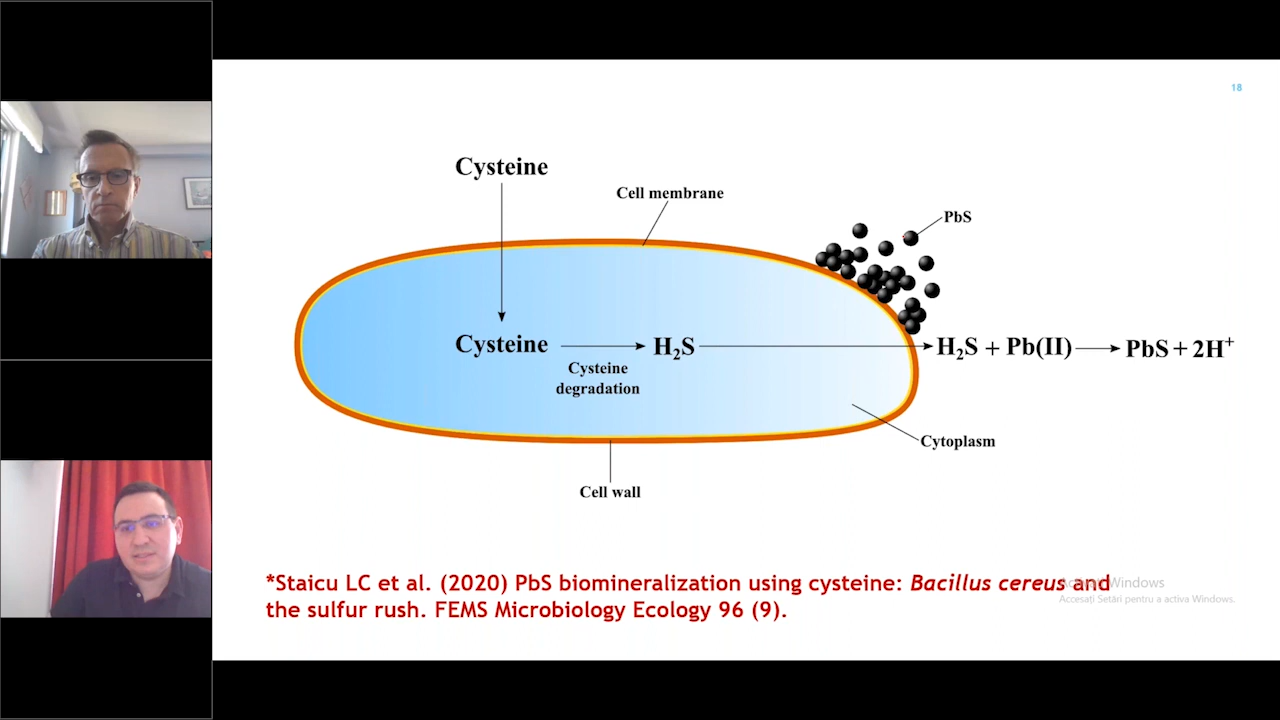 18
Cysteine
Cell membrane
PbS
Cysteine
H₂S
H₂S + Pb(II)
PbS + 2H⁺
Cysteine
degradation
Cytoplasm
Cell wall
*Staicu LC et al. (2020) PbS biomineralization using cysteine: Bacillus cereus and
the sulfur rush. FEMS Microbiology Ecology 96 (9).
Activați Windows
Accesați Setări pentru a activa Windows.